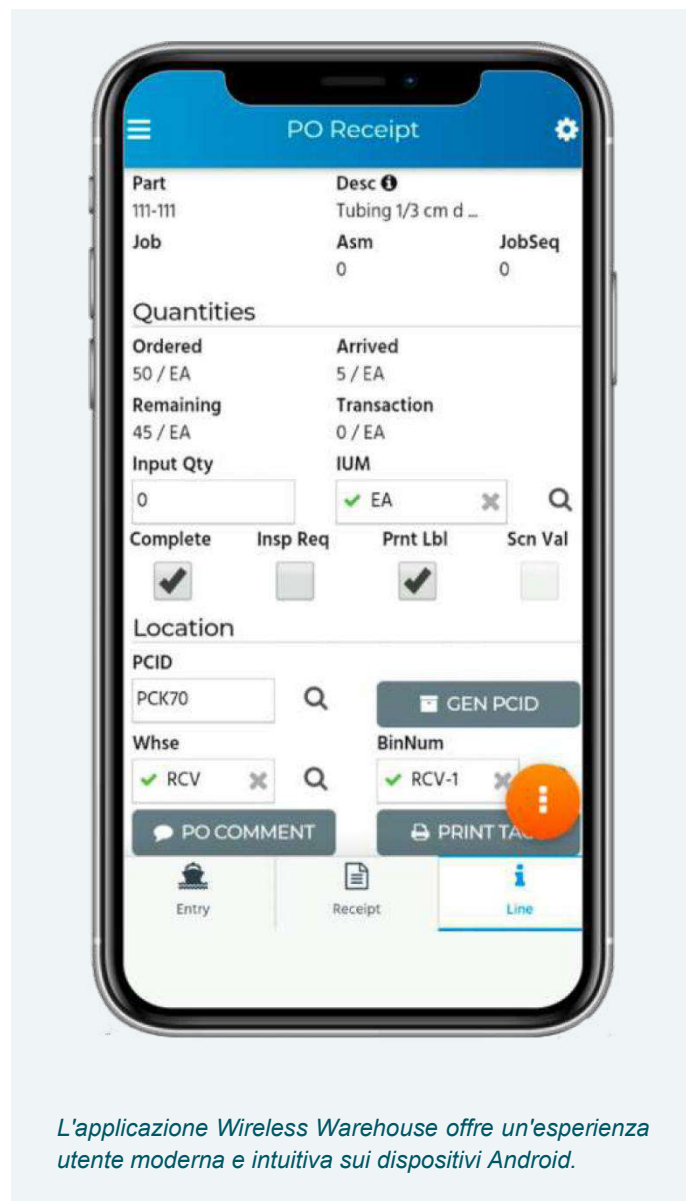 PO Receipt
Part Desc
111-111 Tubing 1/3 cm d ...
Job Asm JobSeq
0 0
Quantities
Ordered Arrived
50 / EA 5 / EA
Remaining Transaction
45 / EA 0 / EA
Input Qty IUM
0 EA
Complete Insp Req Prnt Lbl Scn Val
Location
PCID
PCK70 GEN PCID
Whse BinNum
RCV RCV-1
PO COMMENT PRINT
Entry Receipt Line
L'applicazione Wireless Warehouse offre un'esperienza
utente moderna e intuitiva sui dispositivi Android.